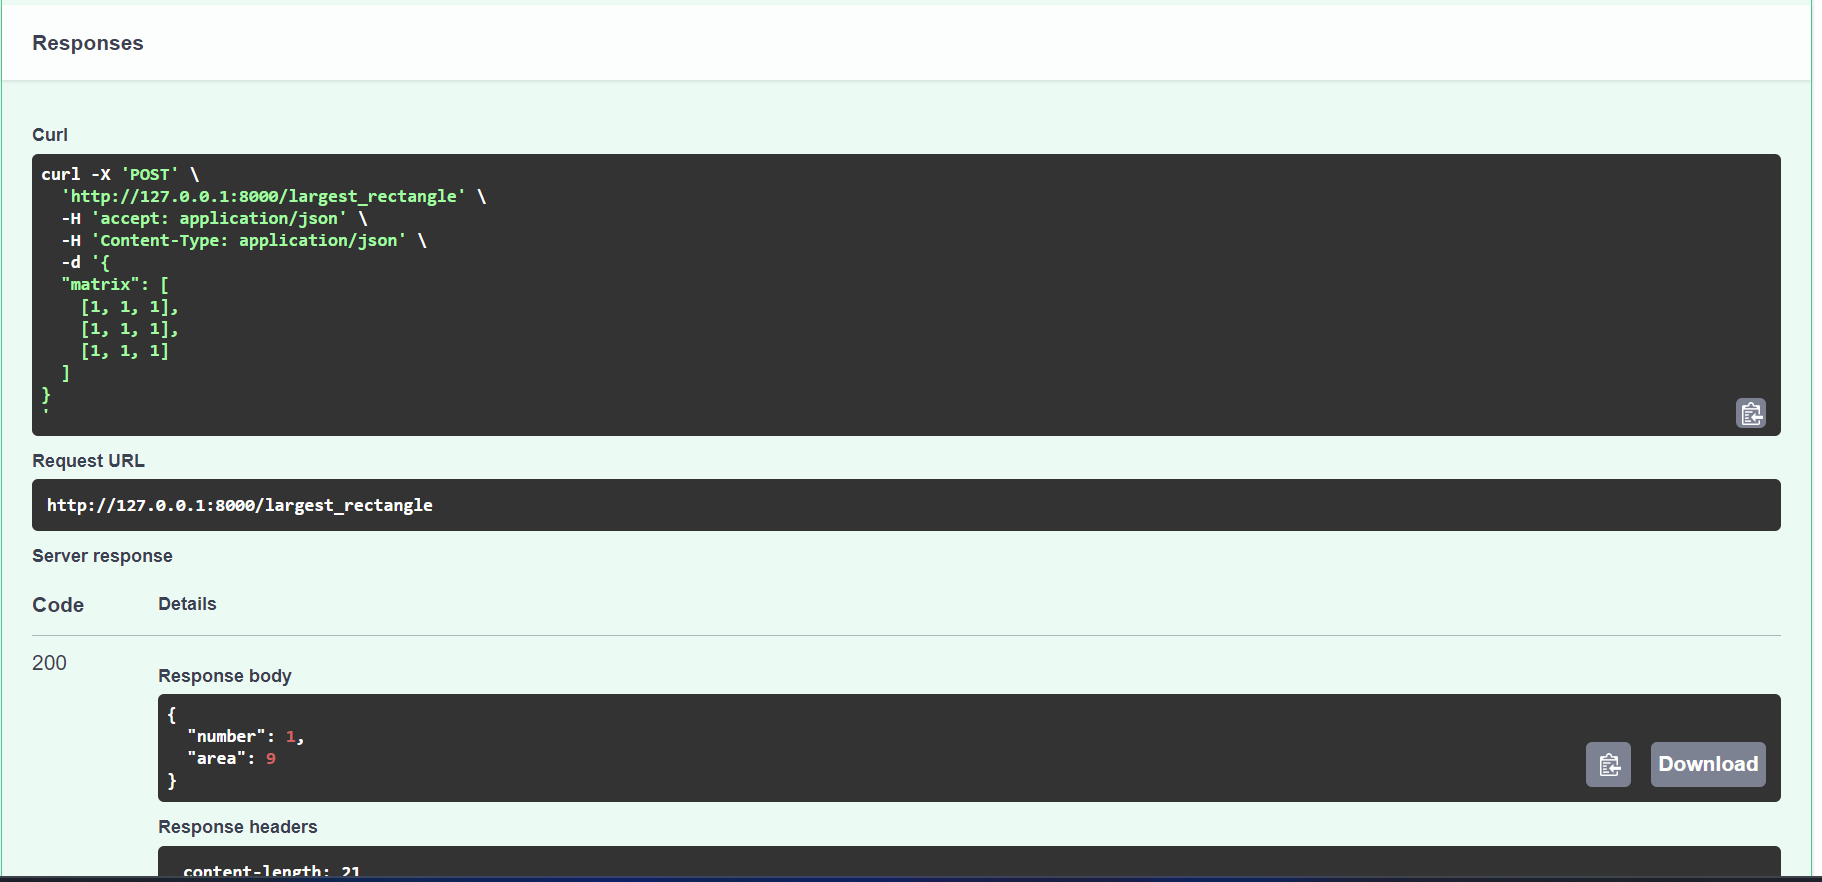 Responses
Curl
curl -X 'POST' \
  'http://127.0.0.1:8000/largest_rectangle' \
  -H 'accept: application/json' \
  -H 'Content-Type: application/json' \
  -d '{
  "matrix": [
    [1, 1, 1],
    [1, 1, 1],
    [1, 1, 1]
  ]
}
'
Request URL
http://127.0.0.1:8000/largest_rectangle
Server response
Code Details
200
Response body
{
  "number": 1,
  "area": 9
}
Download
Response headers
content-length: 21